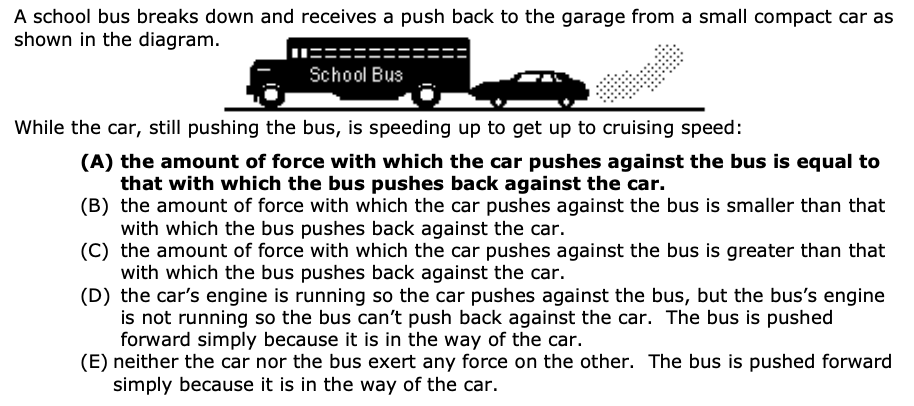 A school bus breaks down and receives a push back to the garage from a small compact car as
shown in the diagram.
School Bus
While the car, still pushing the bus, is speeding up to get up to cruising speed:
(A) the amount of force with which the car pushes against the bus is equal to
that with which the bus pushes back against the car.
(B) the amount of force with which the car pushes against the bus is smaller than that
with which the bus pushes back against the car.
(C) the amount of force with which the car pushes against the bus is greater than that
with which the bus pushes back against the car.
(D) the car’s engine is running so the car pushes against the bus, but the bus’s engine
is not running so the bus can’t push back against the car.  The bus is pushed
forward simply because it is in the way of the car.
(E) neither the car nor the bus exert any force on the other.  The bus is pushed forward
simply because it is in the way of the car.